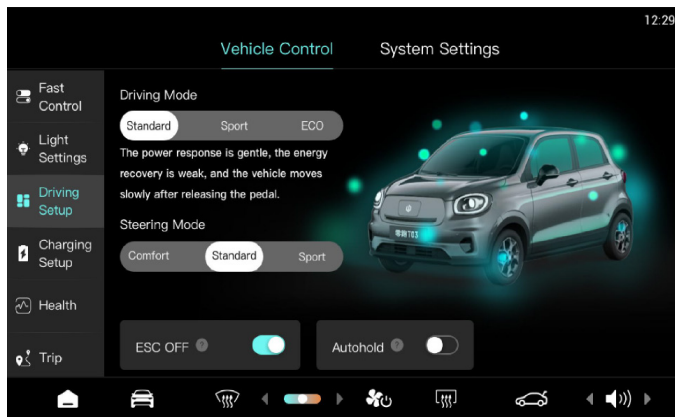 12:29
Vehicle Control
System Settings
Fast
Control
Light
Settings
Driving
Setup
Charging
Setup
Health
Trip
Driving Mode
Standard
Sport
ECO
The power response is gentle, the energy
recovery is weak, and the vehicle moves
slowly after releasing the pedal.
Steering Mode
Comfort
Standard
Sport
ESC OFF ?
Autohold ?
T03